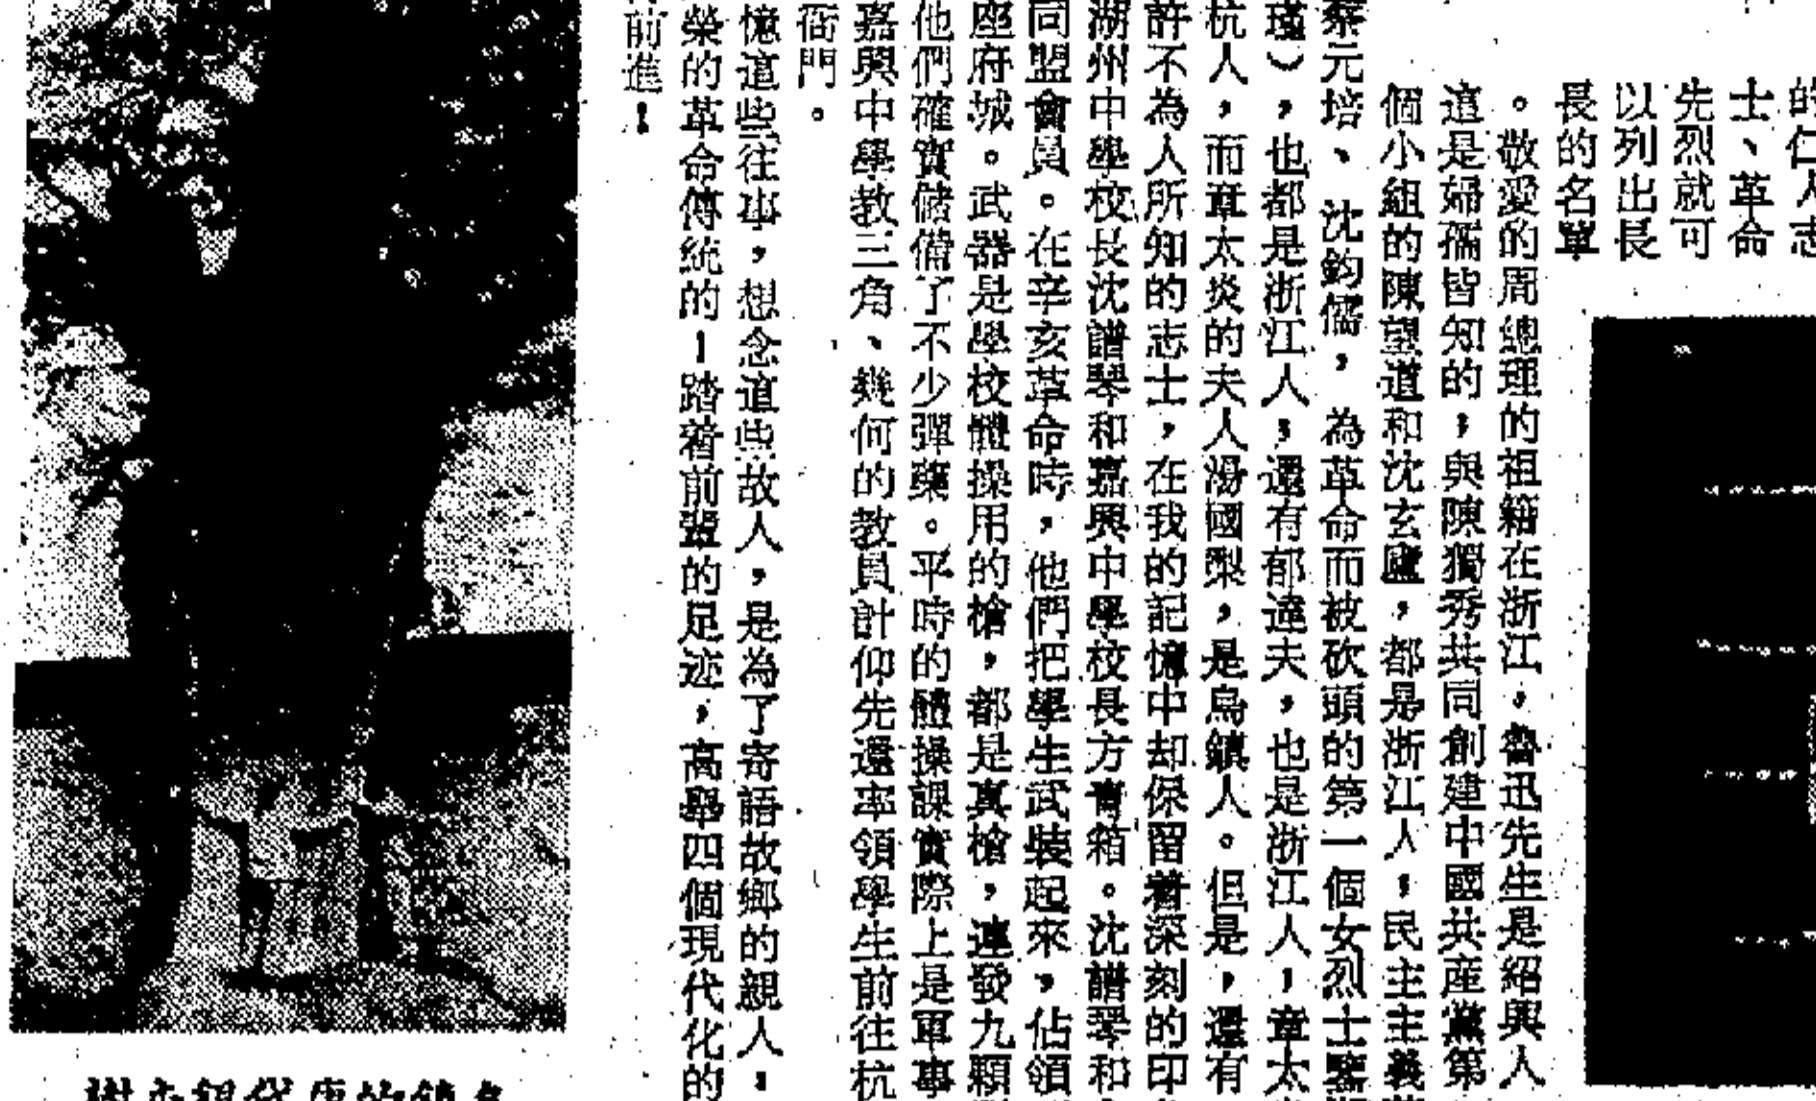 的仁人志
士、革命
先烈就可
以列出長
長的名單
。敬愛的周總理的祖籍在浙江，魯迅先生是紹興人
這是婦孺皆知的，與陳獨秀共同創建中國共産黨第
個小組的陳望道和沈玄廬，都是浙江人，民主主義
蔡元培、沈鈞儒，為革命而被砍頭的第一個女烈士鑒
瑾），也都是浙江人，還有郁達夫，也是浙江人，章太
杭人，而章太炎的夫人湯國梨，是烏鎮人。但是，還有
許不為人所知的志士，在我的記憶中却保留着深刻的印
湖州中學校長沈譜琴和嘉興中學校長方青箱。沈譜琴和
同盟會員。在辛亥革命時，他們把學生武裝起來，佔領
座府城。武器是學校體操用的槍，都是真槍，連發九顆
他們確實儲備了不少彈藥。平時的體操課實際上是軍事
嘉興中學教三角、幾何的教員計仰先還率領學生前往杭
衙門。
憶這些往事，想念這些故人，是為了寄語故鄉的親人：
榮的革命傳統的！踏着前輩的足迹，高舉四個現代化的
前進！